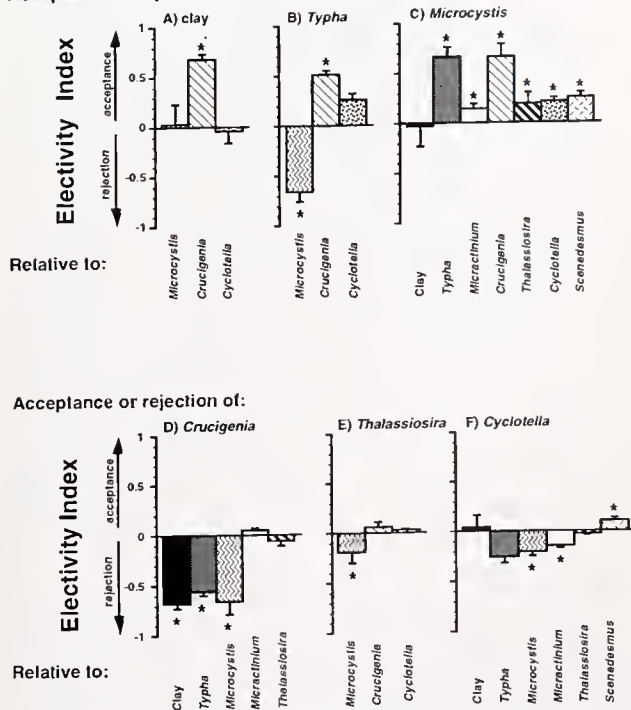 A) clay
B) Typha
C) Microcystis
Electivity Index
acceptance
rejection
1
0.5
0
-0.5
-1
Microcystis
Crucigenia
Cyclotella
Microcystis
Crucigenia
Cyclotella
Clay
Typha
Micractinium
Crucigenia
Thalassiosira
Cyclotella
Scenedesmus
Relative to:
Acceptance or rejection of:
D) Crucigenia
E) Thalassiosira
F) Cyclotella
Electivity Index
acceptance
rejection
1
0.5
0
-0.5
-1
Clay
Typha
Microcystis
Micractinium
Thalassiosira
Microcystis
Crucigenia
Cyclotella
Clay
Typha
Microcystis
Micractinium
Thalassiosira
Scenedesmus
Relative to: